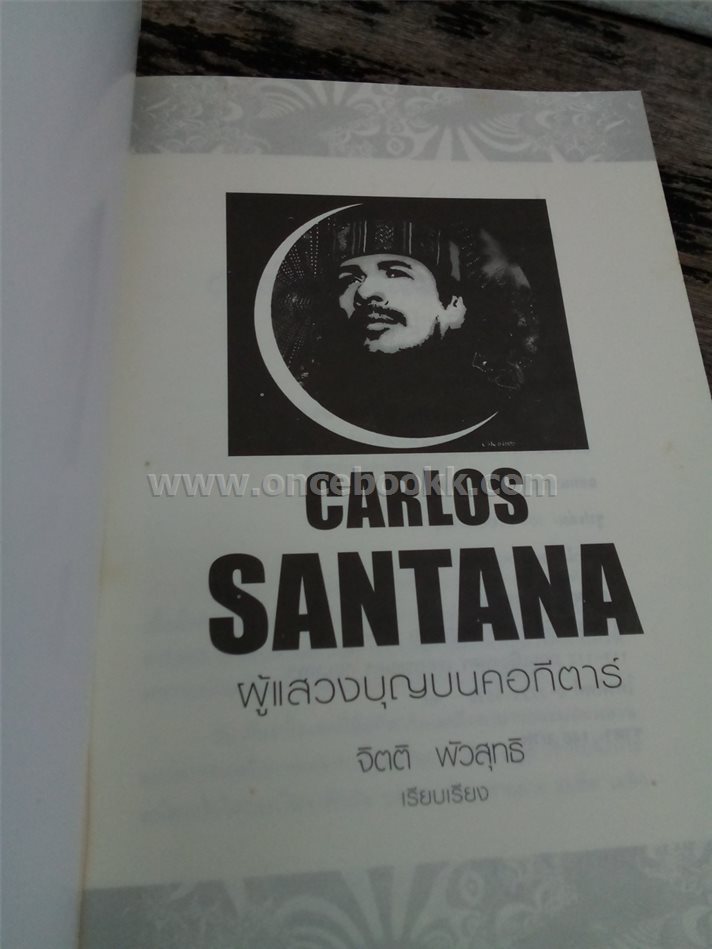 www.oncebookk.com
CARLOS
SANTANA
ผู้แสวงบุญบนคอกีตาร์
จิตติ พัวสุทธิ
เรียบเรียง